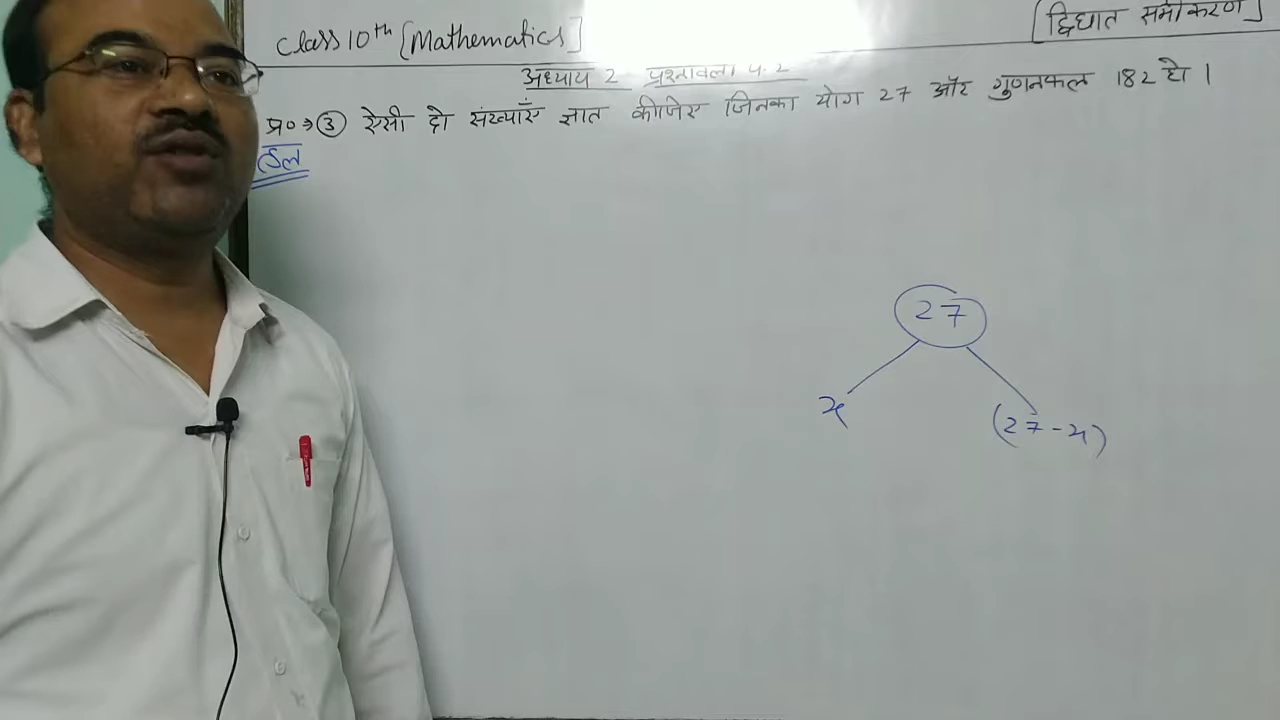 Class 10th [Mathematics]
[द्विघात समीकरण]
अध्याय 2 प्रश्नावली 4.2
प्र० → ③ ऐसी दो संख्याएँ ज्ञात कीजिए जिनका योग 27 और गुणनफल 182 हो ।
हल
27
x
(27-x)